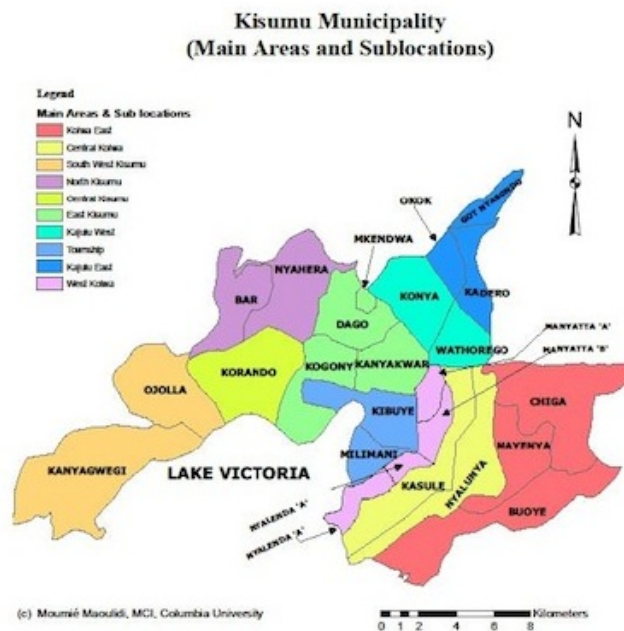 Kisumu Municipality
(Main Areas and Sublocations)
Legend
Main Areas & Sub locations
Kolwa East
Central Kolwa
South West Kisumu
North Kisumu
Central Kisumu
East Kisumu
Kajulu West
Township
Kajulu East
West Kolwa
N
GOT NYABONDO
OKOK
MKENDWA
NYAHERA
BAR
KONYA
KADERO
DAGO
MANYATTA 'A'
WATHOREGO
MANYATTA 'B'
KORANDO
KOGONY
KANYAKWAR
OJOLLA
CHIGA
KIBUYE
MAYENYA
KANYAGWEGI
LAKE VICTORIA
MILIMANI
KASULE
NYALUNYA
BUOYE
NYALENDA 'A'
NYALENDA 'A'
(c) Moumié Maoulidi, MCI, Columbia University
Kilometers
0 1 2 4 6 8